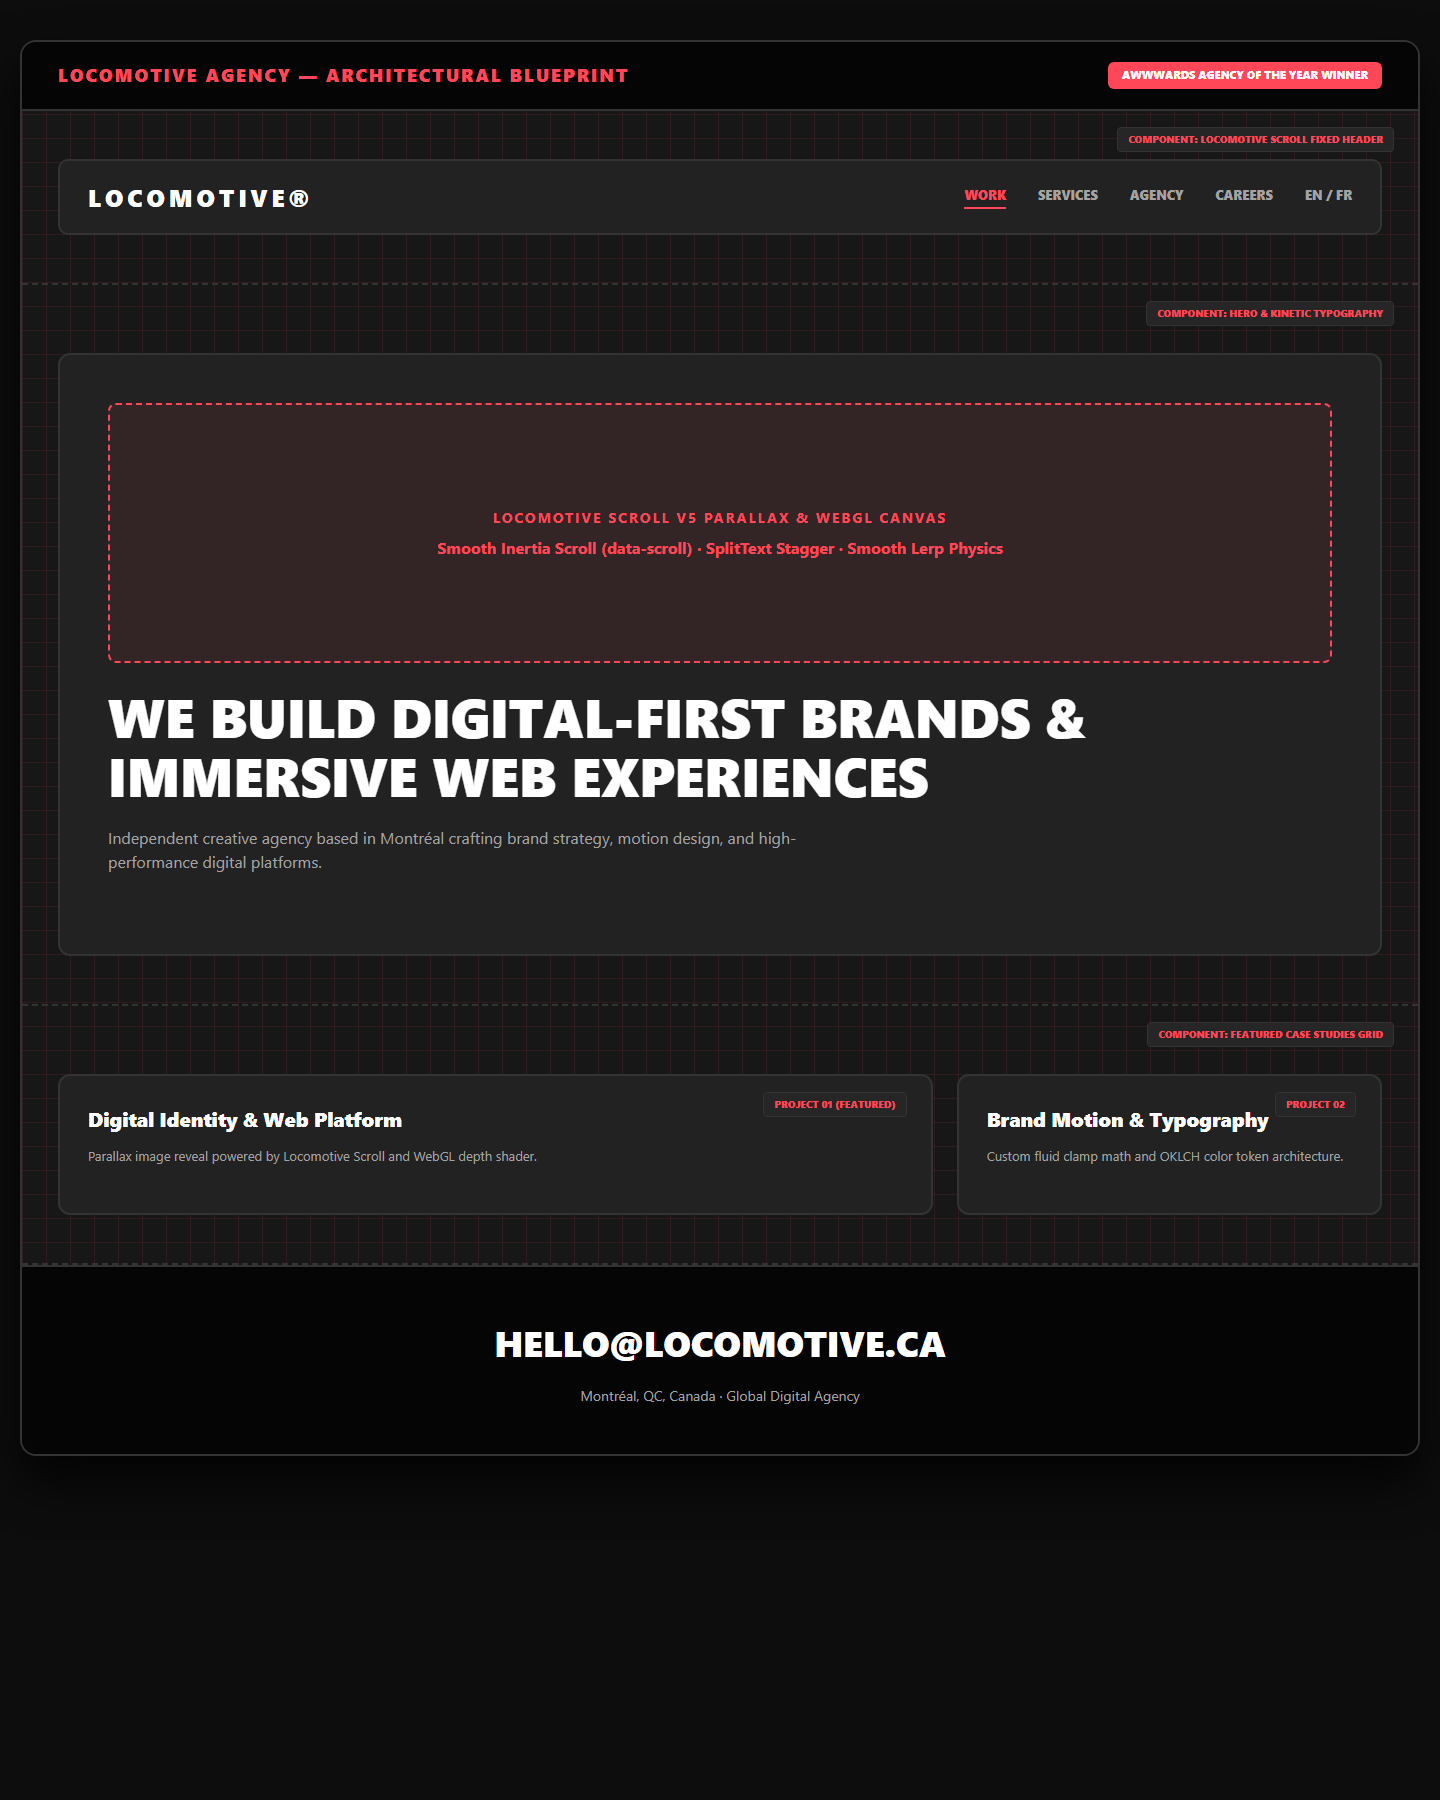 LOCOMOTIVE AGENCY — ARCHITECTURAL BLUEPRINT
AWWWARDS AGENCY OF THE YEAR WINNER
COMPONENT: LOCOMOTIVE SCROLL FIXED HEADER
LOCOMOTIVE®
WORK
SERVICES
AGENCY
CAREERS
EN / FR
COMPONENT: HERO & KINETIC TYPOGRAPHY
LOCOMOTIVE SCROLL V5 PARALLAX & WEBGL CANVAS
Smooth Inertia Scroll (data-scroll) · SplitText Stagger · Smooth Lerp Physics
WE BUILD DIGITAL-FIRST BRANDS &
IMMERSIVE WEB EXPERIENCES
Independent creative agency based in Montréal crafting brand strategy, motion design, and high-
performance digital platforms.
COMPONENT: FEATURED CASE STUDIES GRID
PROJECT 01 (FEATURED)
Digital Identity & Web Platform
Parallax image reveal powered by Locomotive Scroll and WebGL depth shader.
PROJECT 02
Brand Motion & Typography
Custom fluid clamp math and OKLCH color token architecture.
HELLO@LOCOMOTIVE.CA
Montréal, QC, Canada · Global Digital Agency